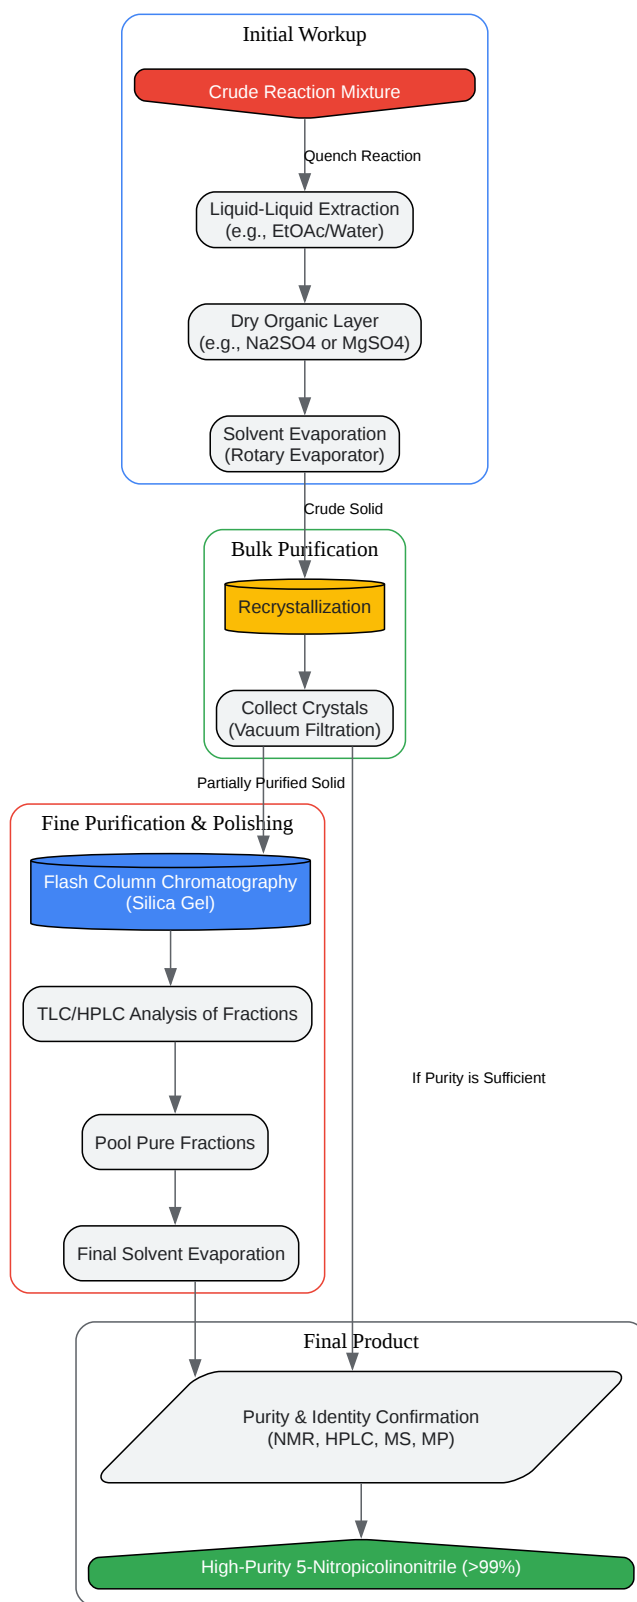 Initial Workup
Crude Reaction Mixture
Quench Reaction
Liquid-Liquid Extraction
(e.g., EtOAc/Water)
Dry Organic Layer
(e.g., Na2SO4 or MgSO4)
Solvent Evaporation
(Rotary Evaporator)
Crude Solid
Bulk Purification
Recrystallization
Collect Crystals
(Vacuum Filtration)
Partially Purified Solid
Fine Purification & Polishing
Flash Column Chromatography
(Silica Gel)
TLC/HPLC Analysis of Fractions
If Purity is Sufficient
Pool Pure Fractions
Final Solvent Evaporation
Final Product
Purity & Identity Confirmation
(NMR, HPLC, MS, MP)
High-Purity 5-Nitropicolinonitrile (>99%)